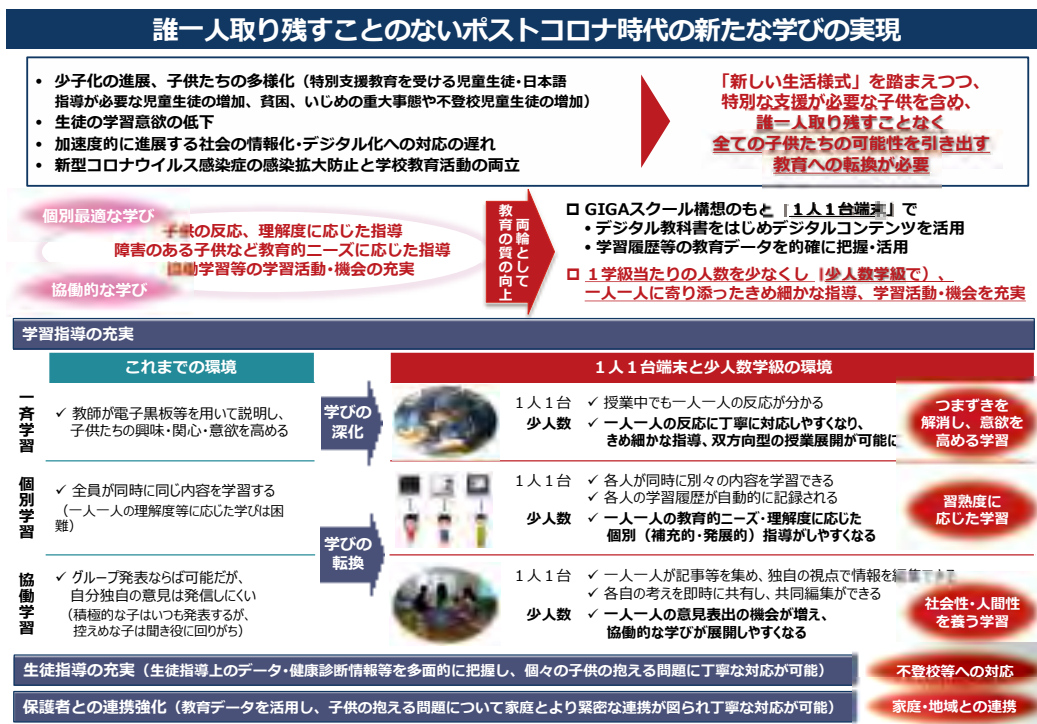 誰一人取り残すことのないポストコロナ時代の新たな学びの実現
• 少子化の進展、子供たちの多様化（特別支援教育を受ける児童生徒・日本語
指導が必要な児童生徒の増加、貧困、いじめの重大事態や不登校児童生徒の増加）
• 生徒の学習意欲の低下
• 加速度的に進展する社会の情報化・デジタル化への対応の遅れ
• 新型コロナウイルス感染症の感染拡大防止と学校教育活動の両立
「新しい生活様式」を踏まえつつ、
特別な支援が必要な子供を含め、
誰一人取り残すことなく
全ての子供たちの可能性を引き出す
教育への転換が必要
個別最適な学び
子供の反応、理解度に応じた指導
障害のある子供など教育的ニーズに応じた指導
協働学習等の学習活動・機会の充実
協働的な学び
両輪として
教育の質の向上
ロ GIGAスクール構想のもと「１人１台端末」で
• デジタル教科書をはじめデジタルコンテンツを活用
• 学習履歴等の教育データを的確に把握・活用
ロ １学級当たりの人数を少なくし（少人数学級で）、
一人一人に寄り添ったきめ細かな指導、学習活動・機会を充実
学習指導の充実
これまでの環境
１人１台端末と少人数学級の環境
一斉学習
✓ 教師が電子黒板等を用いて説明し、
子供たちの興味・関心・意欲を高める
学びの
深化
１人１台 ✓ 授業中でも一人一人の反応が分かる
少人数 ✓ 一人一人の反応に丁寧に対応しやすくなり、
きめ細かな指導、双方向型の授業展開が可能に
つまずきを
解消し、意欲を
高める学習
個別学習
✓ 全員が同時に同じ内容を学習する
（一人一人の理解度等に応じた学びは困
難）
学びの
転換
１人１台 ✓ 各人が同時に別々の内容を学習できる
✓ 各人の学習履歴が自動的に記録される
少人数 ✓ 一人一人の教育的ニーズ・理解度に応じた
個別（補充的・発展的）指導がしやすくなる
習熟度に
応じた学習
協働学習
✓ グループ発表ならば可能だが、
自分独自の意見は発信しにくい
（積極的な子はいつも発表するが、
控えめな子は聞き役に回りがち）
１人１台 ✓ 一人一人が記事等を集め、独自の視点で情報を編集できる
✓ 各自の考えを即時に共有し、共同編集ができる
少人数 ✓ 一人一人の意見表出の機会が増え、
協働的な学びが展開しやすくなる
社会性・人間性
を養う学習
生徒指導の充実（生徒指導上のデータ・健康診断情報等を多面的に把握し、個々の子供の抱える問題に丁寧な対応が可能）
不登校等への対応
保護者との連携強化（教育データを活用し、子供の抱える問題について家庭とより緊密な連携が図られ丁寧な対応が可能）
家庭・地域との連携